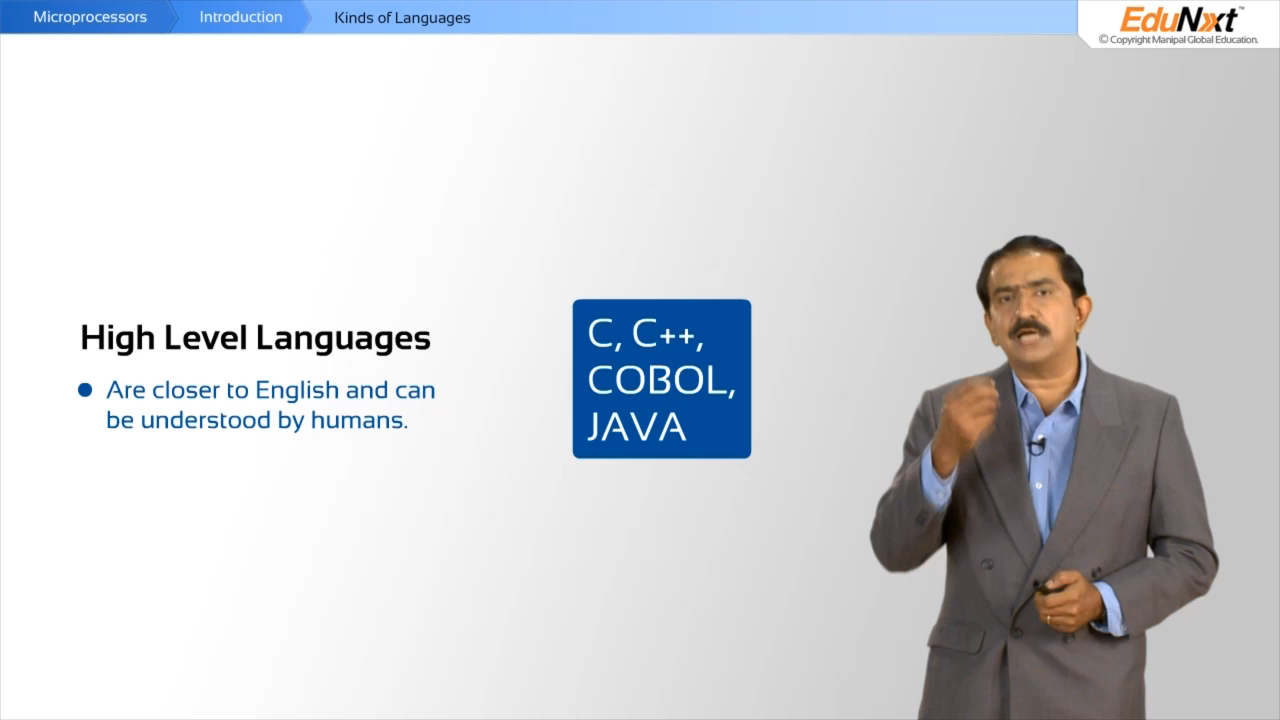 Microprocessors
Introduction
Kinds of Languages
EduNxt™
© Copyright Manipal Global Education.
High Level Languages
Are closer to English and can
be understood by humans.
C, C++,
COBOL,
JAVA